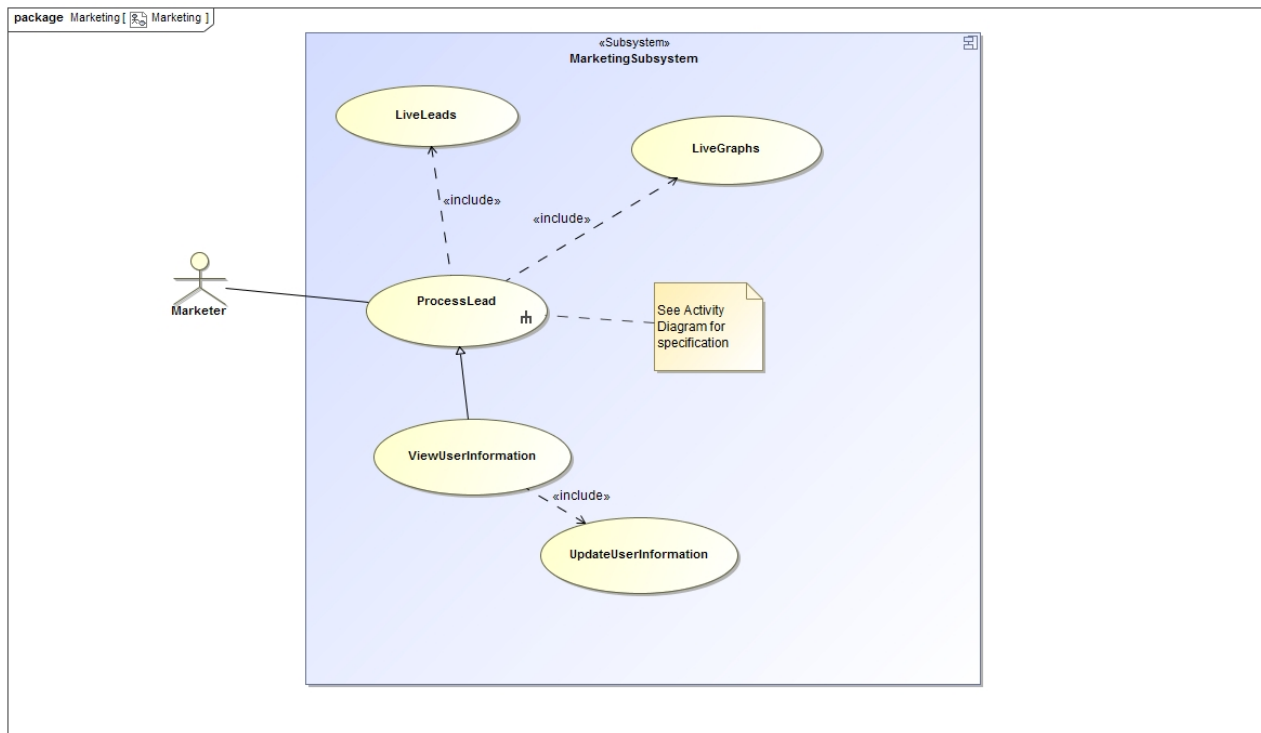 package Marketing [ Marketing ]
«Subsystem»
MarketingSubsystem
LiveLeads
LiveGraphs
«include»
«include»
Marketer
ProcessLead
See Activity
Diagram for
specification
ViewUserInformation
«include»
UpdateUserInformation